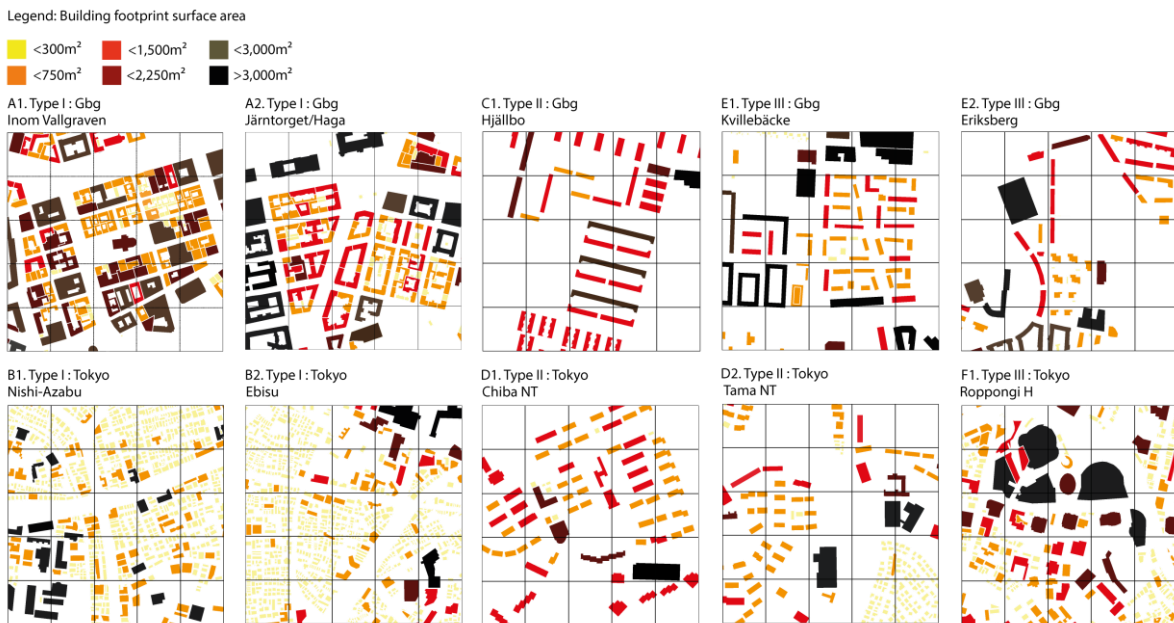 Legend: Building footprint surface area
<300m² <1,500m² <3,000m²
<750m² <2,250m² >3,000m²
A1. Type I : Gbg
Inom Vallgraven
A2. Type I : Gbg
Järntorget/Haga
C1. Type II : Gbg
Hjällbo
E1. Type III : Gbg
Kvillebäcke
E2. Type III : Gbg
Eriksberg
B1. Type I : Tokyo
Nishi-Azabu
B2. Type I : Tokyo
Ebisu
D1. Type II : Tokyo
Chiba NT
D2. Type II : Tokyo
Tama NT
F1. Type III : Tokyo
Roppongi H